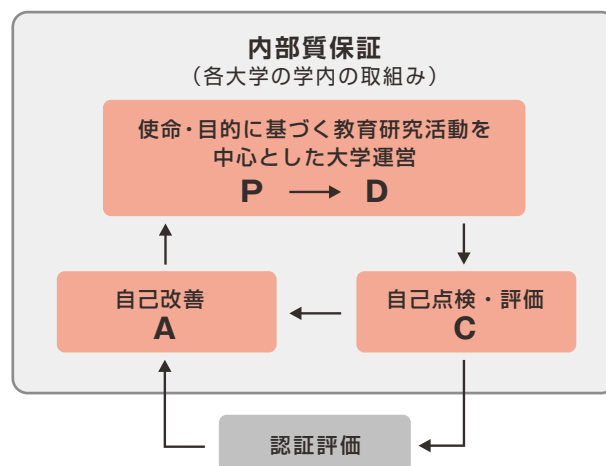 内部質保証
（各大学の学内の取組み）
使命・目的に基づく教育研究活動を
中心とした大学運営
P → D
自己改善
A
自己点検・評価
C
認証評価